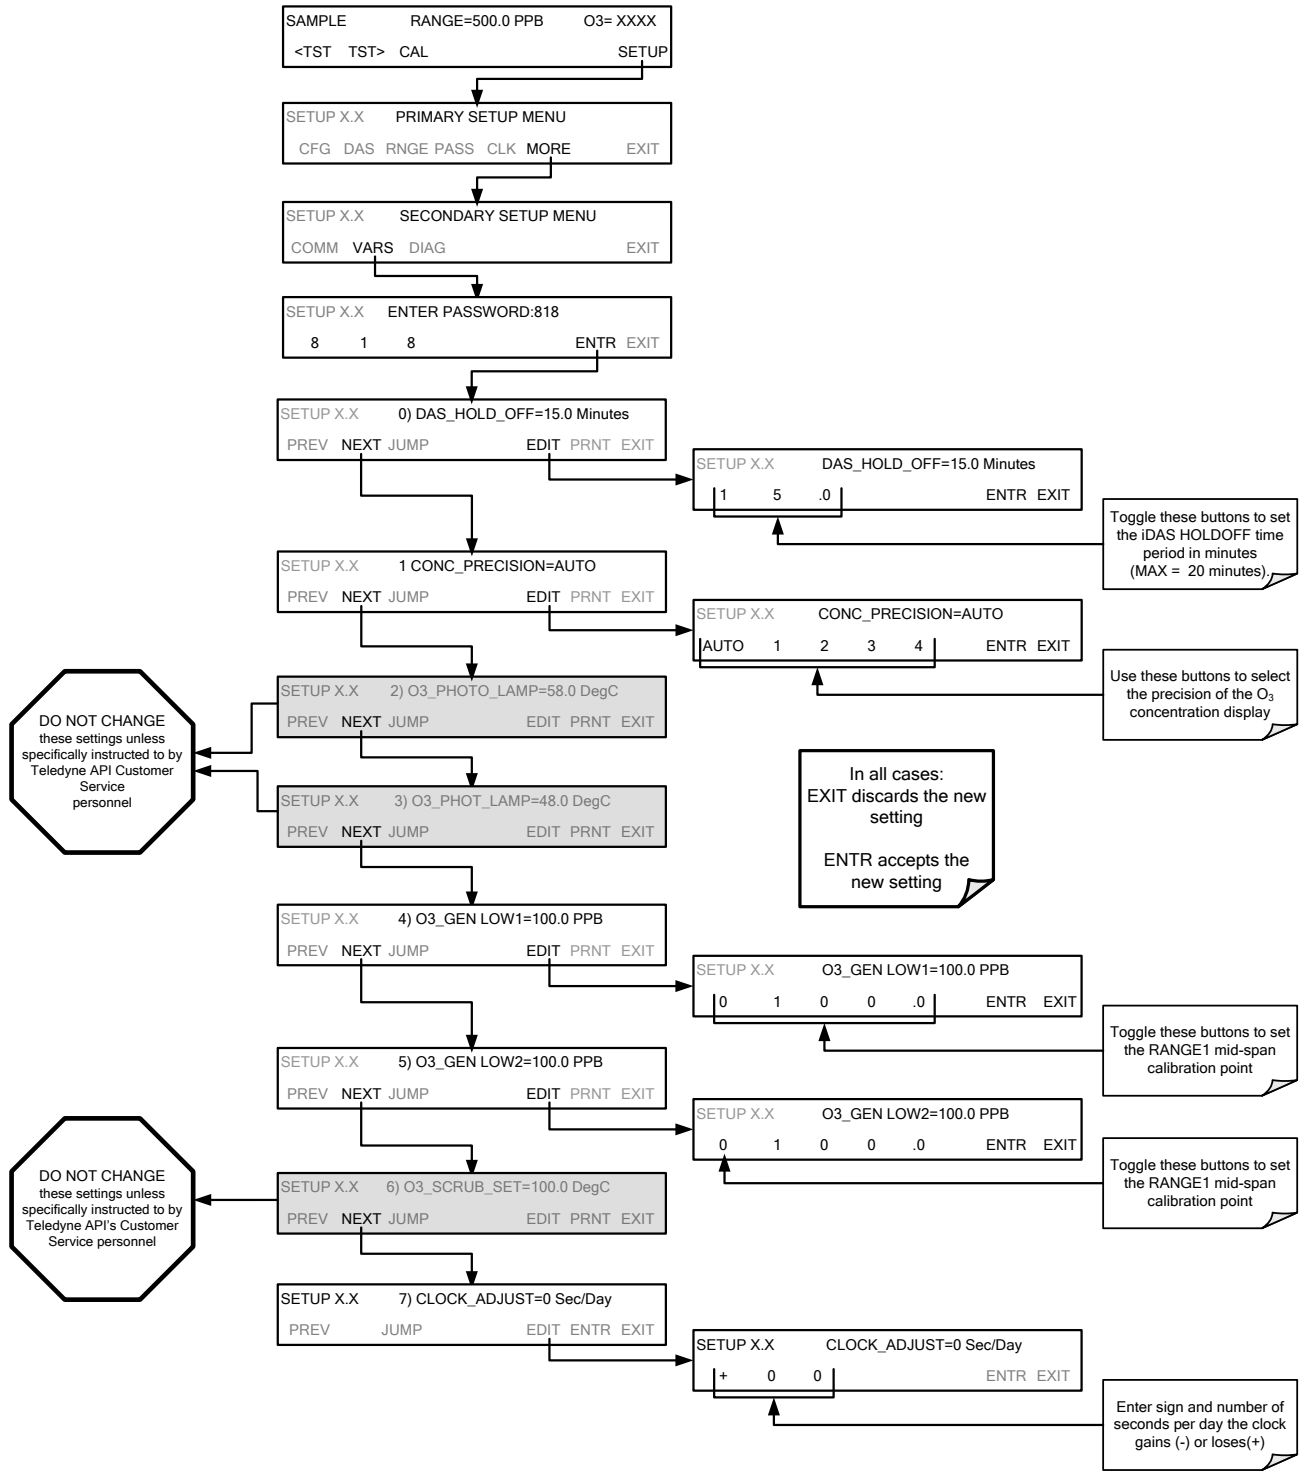 SAMPLE RANGE=500.0 PPB O3= XXXX
<TST TST> CAL SETUP
SETUP X.X PRIMARY SETUP MENU
CFG DAS RNGE PASS CLK MORE EXIT
SETUP X.X SECONDARY SETUP MENU
COMM VARS DIAG EXIT
SETUP X.X ENTER PASSWORD:818
8 1 8 ENTR EXIT
SETUP X.X 0) DAS_HOLD_OFF=15.0 Minutes
PREV NEXT JUMP EDIT PRNT EXIT
SETUP X.X DAS_HOLD_OFF=15.0 Minutes
1 5 .0 ENTR EXIT
Toggle these buttons to set
the iDAS HOLDOFF time
period in minutes
(MAX = 20 minutes).
SETUP X.X 1 CONC_PRECISION=AUTO
PREV NEXT JUMP EDIT PRNT EXIT
SETUP X.X CONC_PRECISION=AUTO
AUTO 1 2 3 4 ENTR EXIT
Use these buttons to select
the precision of the O3
concentration display
SETUP X.X 2) O3_PHOTO_LAMP=58.0 DegC
PREV NEXT JUMP EDIT PRNT EXIT
DO NOT CHANGE
these settings unless
specifically instructed to by
Teledyne API Customer
Service
personnel
SETUP X.X 3) O3_PHOT_LAMP=48.0 DegC
PREV NEXT JUMP EDIT PRNT EXIT
In all cases:
EXIT discards the new
setting
ENTR accepts the
new setting
SETUP X.X 4) O3_GEN LOW1=100.0 PPB
PREV NEXT JUMP EDIT PRNT EXIT
SETUP X.X O3_GEN LOW1=100.0 PPB
0 1 0 0 .0 ENTR EXIT
Toggle these buttons to set
the RANGE1 mid-span
calibration point
SETUP X.X 5) O3_GEN LOW2=100.0 PPB
PREV NEXT JUMP EDIT PRNT EXIT
SETUP X.X O3_GEN LOW2=100.0 PPB
0 1 0 0 .0 ENTR EXIT
Toggle these buttons to set
the RANGE1 mid-span
calibration point
DO NOT CHANGE
these settings unless
specifically instructed to by
Teledyne API's Customer
Service personnel
SETUP X.X 6) O3_SCRUB_SET=100.0 DegC
PREV NEXT JUMP EDIT PRNT EXIT
SETUP X.X 7) CLOCK_ADJUST=0 Sec/Day
PREV JUMP EDIT ENTR EXIT
SETUP X.X CLOCK_ADJUST=0 Sec/Day
+ 0 0 ENTR EXIT
Enter sign and number of
seconds per day the clock
gains (-) or loses(+)